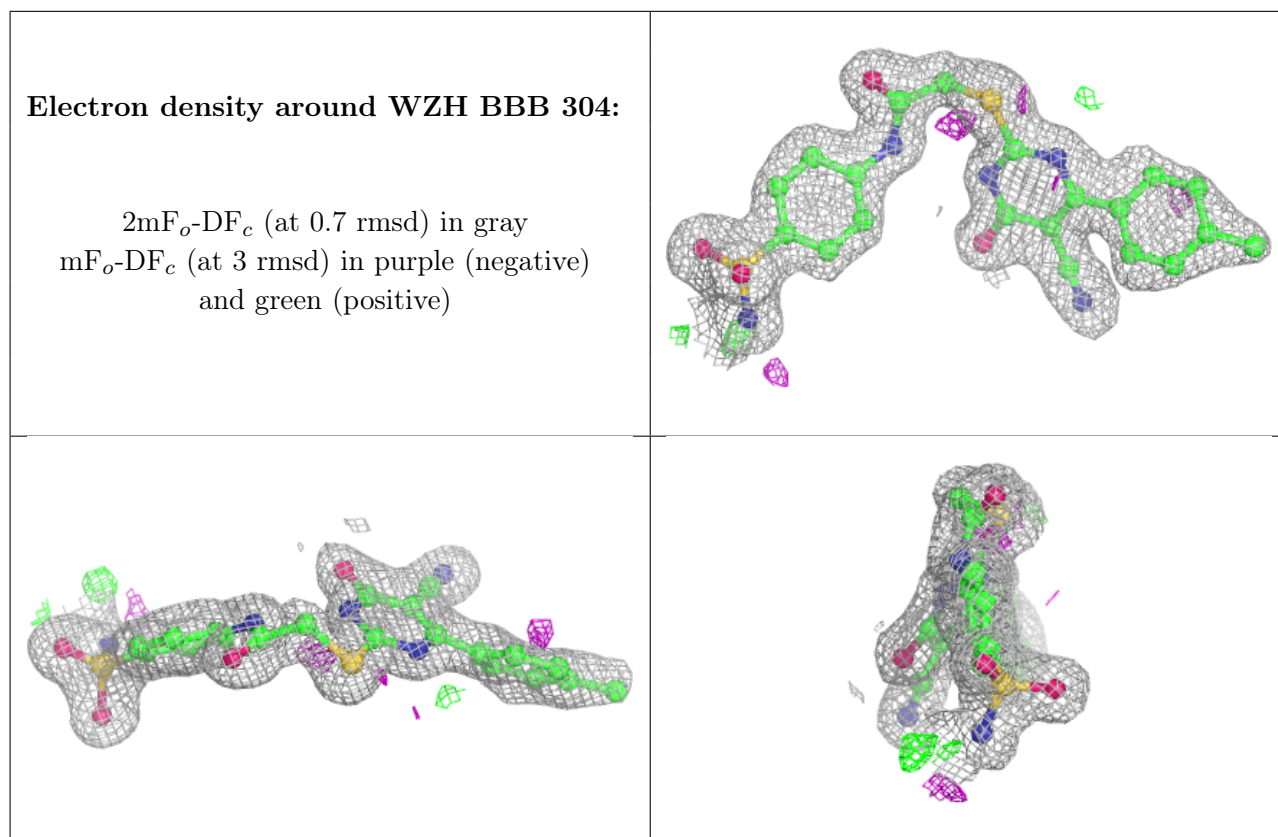 Electron density around WZH BBB 304:
2mFo-DFc (at 0.7 rmsd) in gray
mFo-DFc (at 3 rmsd) in purple (negative)
and green (positive)